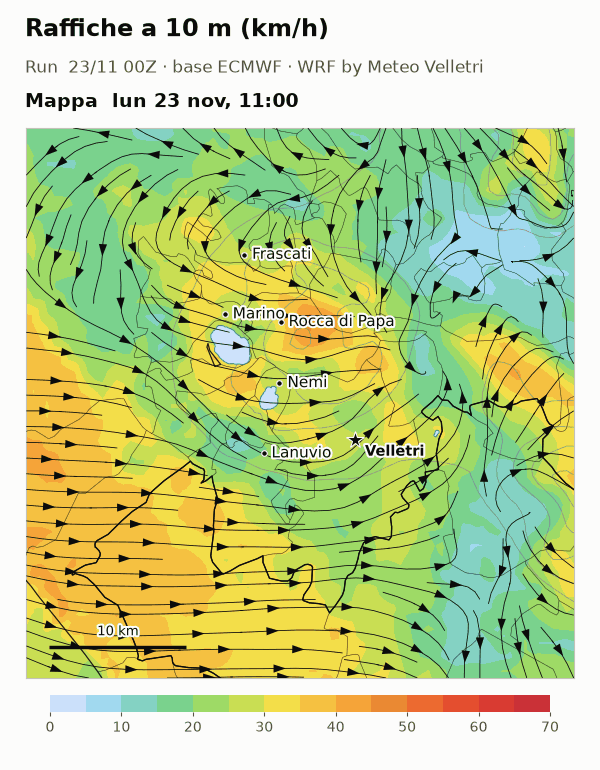 Raffiche a 10 m (km/h)
Run  23/11 00Z · base ECMWF · WRF by Meteo Velletri
Mappa  lun 23 nov, 11:00
Frascati
Marino
Rocca di Papa
Nemi
Velletri
Lanuvio
10 km
0 10 20 30 40 50 60 70